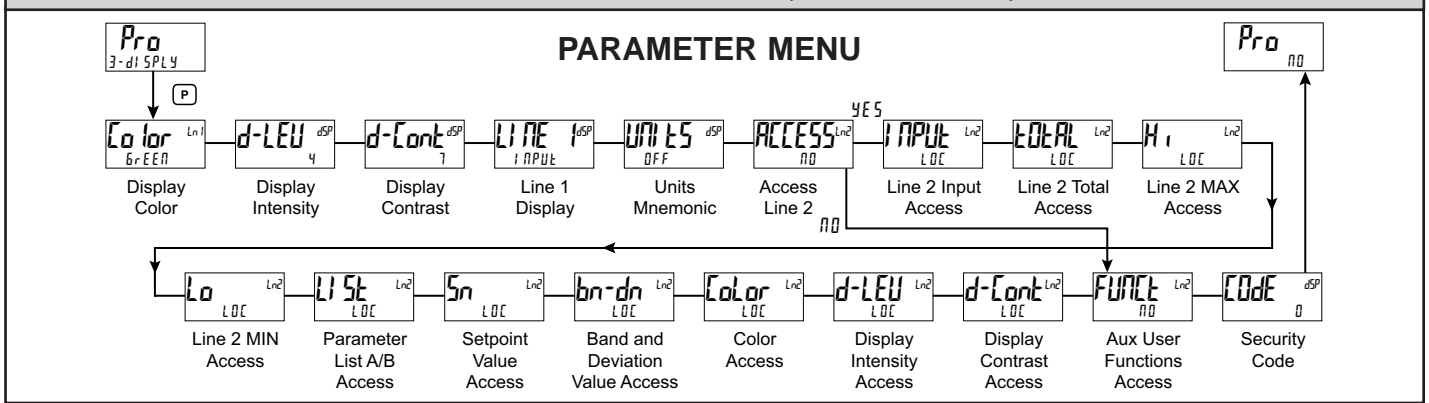 Pro
3-dISPLY
PARAMETER MENU
Pro
NO
P
YES
Color Ln1
GrEEN
Display
Color
d-LEV dSP
4
Display
Intensity
d-Cont dSP
7
Display
Contrast
LINE 1 dSP
INPUt
Line 1
Display
UNItS dSP
OFF
Units
Mnemonic
ACCESS Ln2
NO
Access
Line 2
INPUt Ln2
LOC
Line 2 Input
Access
tOtAL Ln2
LOC
Line 2 Total
Access
Hi Ln2
LOC
Line 2 MAX
Access
NO
Lo Ln2
LOC
Line 2 MIN
Access
LISt Ln2
LOC
Parameter
List A/B
Access
Sn Ln2
LOC
Setpoint
Value
Access
bn-dn Ln2
LOC
Band and
Deviation
Value Access
CoLor Ln2
LOC
Color
Access
d-LEV Ln2
LOC
Display
Intensity
Access
d-Cont Ln2
LOC
Display
Contrast
Access
FUNCt Ln2
NO
Aux User
Functions
Access
COdE dSP
0
Security
Code